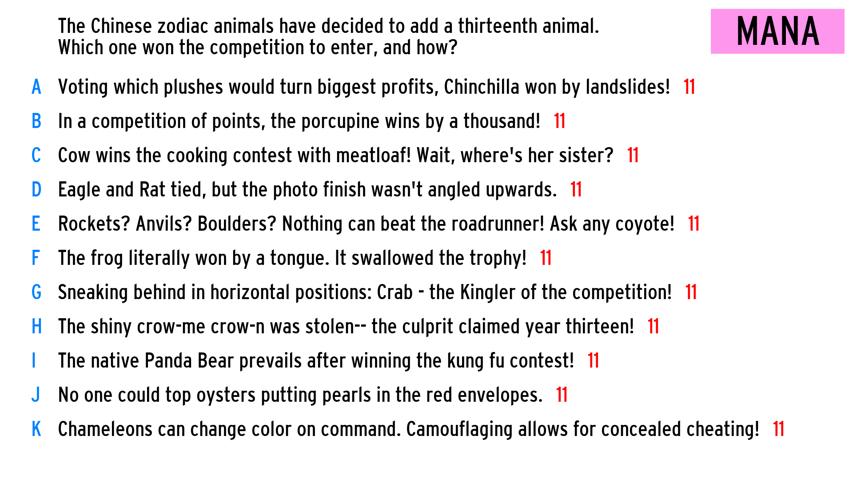 The Chinese zodiac animals have decided to add a thirteenth animal.
Which one won the competition to enter, and how?
MANA
A Voting which plushes would turn biggest profits, Chinchilla won by landslides! 11
B In a competition of points, the porcupine wins by a thousand! 11
C Cow wins the cooking contest with meatloaf! Wait, where's her sister? 11
D Eagle and Rat tied, but the photo finish wasn't angled upwards. 11
E Rockets? Anvils? Boulders? Nothing can beat the roadrunner! Ask any coyote! 11
F The frog literally won by a tongue. It swallowed the trophy! 11
G Sneaking behind in horizontal positions: Crab - the Kingler of the competition! 11
H The shiny crow-me crow-n was stolen-- the culprit claimed year thirteen! 11
I The native Panda Bear prevails after winning the kung fu contest! 11
J No one could top oysters putting pearls in the red envelopes. 11
K Chameleons can change color on command. Camouflaging allows for concealed cheating! 11